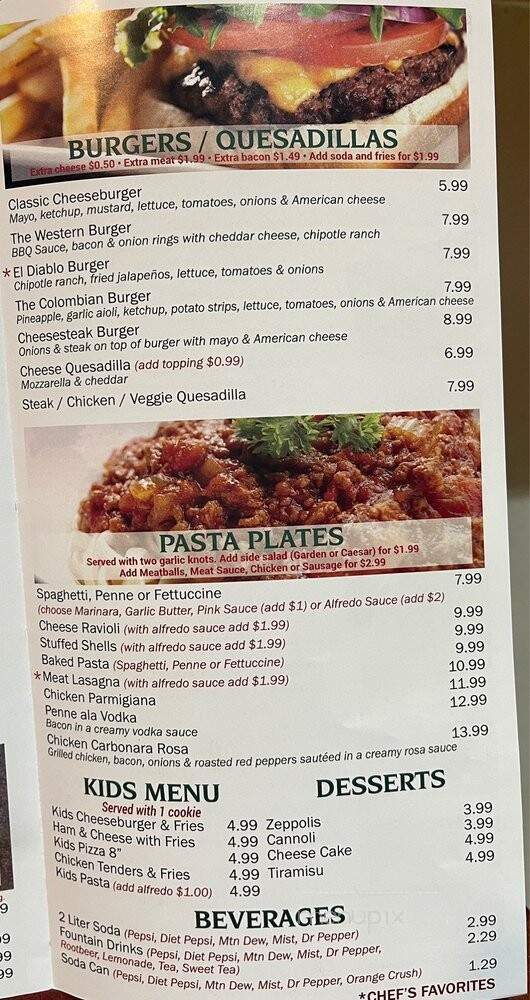 BURGERS / QUESADILLAS
Extra cheese $0.50 • Extra meat $1.99 • Extra bacon $1.49 • Add soda and fries for $1.99
Classic Cheeseburger 5.99
Mayo, ketchup, mustard, lettuce, tomatoes, onions & American cheese
The Western Burger 7.99
BBQ Sauce, bacon & onion rings with cheddar cheese, chipotle ranch
*El Diablo Burger 7.99
Chipotle ranch, fried jalapeños, lettuce, tomatoes & onions
The Colombian Burger 7.99
Pineapple, garlic aioli, ketchup, potato strips, lettuce, tomatoes, onions & American cheese
Cheesesteak Burger 8.99
Onions & steak on top of burger with mayo & American cheese
Cheese Quesadilla (add topping $0.99) 6.99
Mozzarella & cheddar
Steak / Chicken / Veggie Quesadilla 7.99
PASTA PLATES
Served with two garlic knots. Add side salad (Garden or Caesar) for $1.99
Add Meatballs, Meat Sauce, Chicken or Sausage for $2.99
Spaghetti, Penne or Fettuccine 7.99
(choose Marinara, Garlic Butter, Pink Sauce (add $1) or Alfredo Sauce (add $2)
Cheese Ravioli (with alfredo sauce add $1.99) 9.99
Stuffed Shells (with alfredo sauce add $1.99) 9.99
Baked Pasta (Spaghetti, Penne or Fettuccine) 9.99
*Meat Lasagna (with alfredo sauce add $1.99) 10.99
Chicken Parmigiana 11.99
Penne ala Vodka 12.99
Bacon in a creamy vodka sauce
Chicken Carbonara Rosa 13.99
Grilled chicken, bacon, onions & roasted red peppers sautéed in a creamy rosa sauce
KIDS MENU
Served with 1 cookie
Kids Cheeseburger & Fries 4.99
Ham & Cheese with Fries 4.99
Kids Pizza 8" 4.99
Chicken Tenders & Fries 4.99
Kids Pasta (add alfredo $1.00) 4.99
DESSERTS
Zeppolis 3.99
Cannoli 3.99
Cheese Cake 4.99
Tiramisu 4.99
BEVERAGES
2 Liter Soda (Pepsi, Diet Pepsi, Mtn Dew, Mist, Dr Pepper) 2.99
Fountain Drinks (Pepsi, Diet Pepsi, Mtn Dew, Mist, Dr Pepper, 2.29
Rootbeer, Lemonade, Tea, Sweet Tea)
Soda Can (Pepsi, Diet Pepsi, Mtn Dew, Mist, Dr Pepper, Orange Crush) 1.29
*CHEF'S FAVORITES